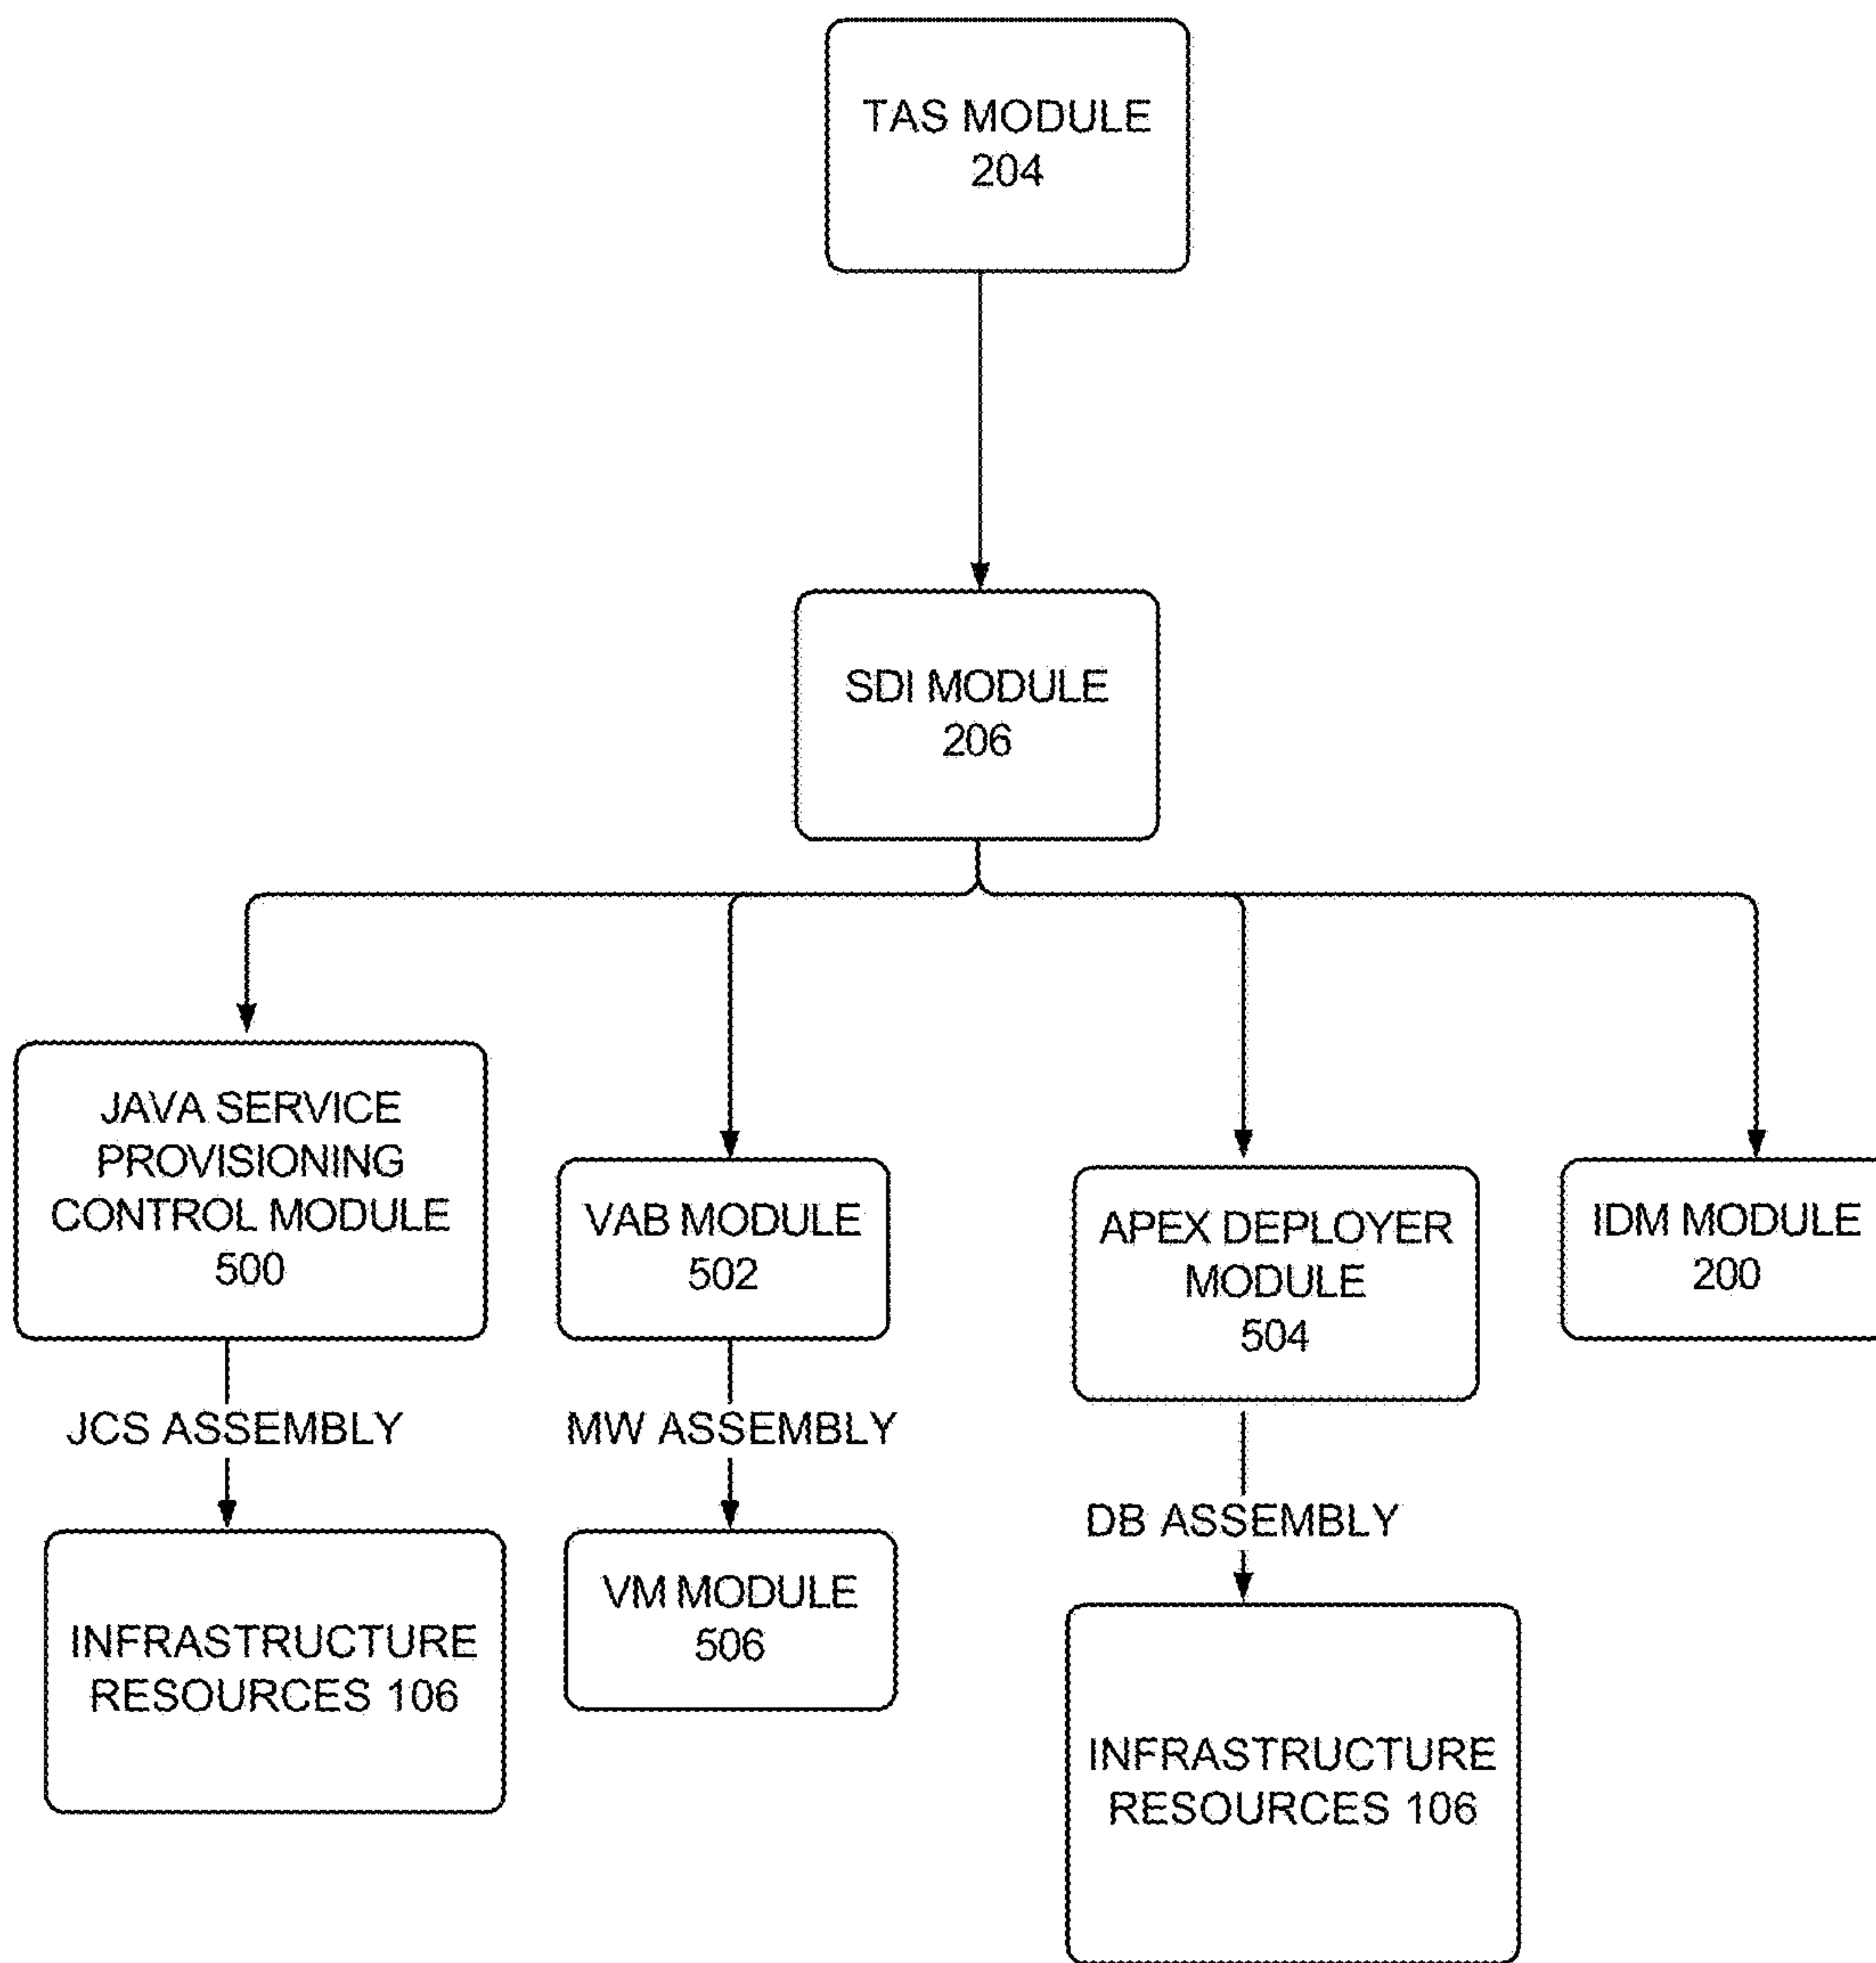 TAS MODULE
204
SDI MODULE
206
JAVA SERVICE
PROVISIONING
CONTROL MODULE
500
VAB MODULE
502
APEX DEPLOYER
MODULE
504
IDM MODULE
200
JCS ASSEMBLY
MW ASSEMBLY
DB ASSEMBLY
INFRASTRUCTURE
RESOURCES 106
VM MODULE
506
INFRASTRUCTURE
RESOURCES 106